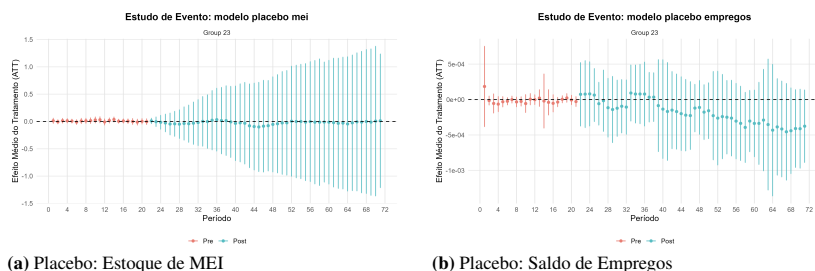 Estudo de Evento: modelo placebo mei
Group 23
Efeito Médio do Tratamento (ATT)
1.5
1.0
0.5
0.0
-0.5
-1.0
-1.5
0 4 8 12 16 20 24 28 32 36 40 44 48 52 56 60 64 68 72
Período
Pre Post
(a) Placebo: Estoque de MEI
Estudo de Evento: modelo placebo empregos
Group 23
Efeito Médio do Tratamento (ATT)
5e-04
0e+00
-5e-04
-1e-03
0 4 8 12 16 20 24 28 32 36 40 44 48 52 56 60 64 68 72
Período
Pre Post
(b) Placebo: Saldo de Empregos